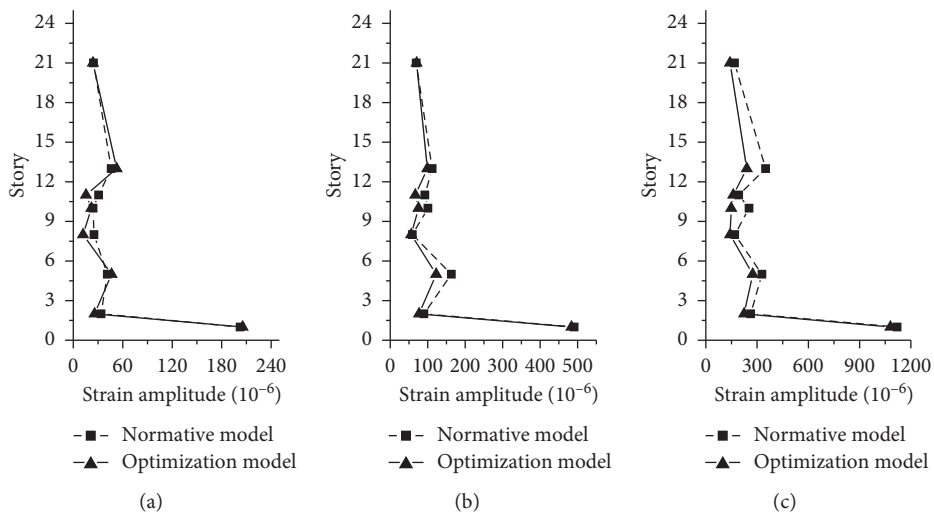 24
21
18
15
12
9
6
3
0
Story
0 60 120 180 240
Strain amplitude (10⁻⁶)
Normative model
Optimization model
(a)
24
21
18
15
12
9
6
3
0
Story
0 100 200 300 400 500
Strain amplitude (10⁻⁶)
Normative model
Optimization model
(b)
24
21
18
15
12
9
6
3
0
Story
0 300 600 900 1200
Strain amplitude (10⁻⁶)
Normative model
Optimization model
(c)